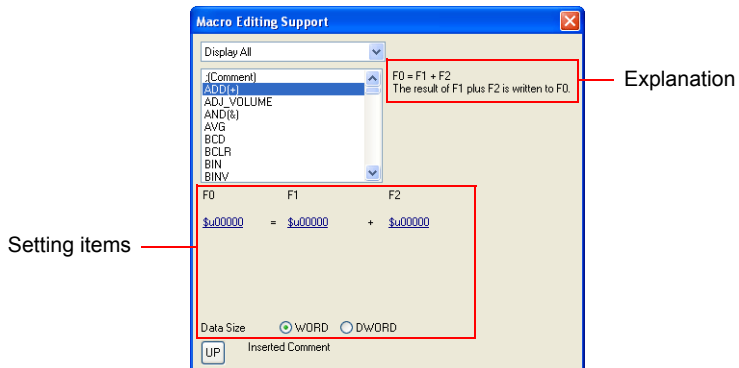 Macro Editing Support
Display All
;(Comment)
ADD(+)
ADJ_VOLUME
AND(&)
AVG
BCD
BCLR
BIN
BINV
F0 = F1 + F2
The result of F1 plus F2 is written to F0.
Explanation
F0 F1 F2
$u00000 = $u00000 + $u00000
Setting items
Data Size WORD DWORD
UP Inserted Comment